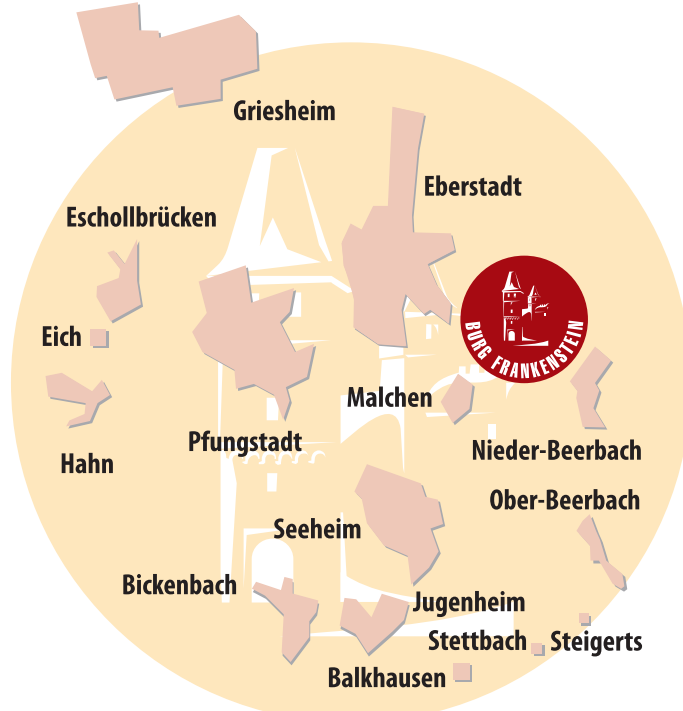 Griesheim
Eberstadt
Eschollbrücken
BURG FRANKENSTEIN
Eich
Malchen
Pfungstadt
Nieder-Beerbach
Hahn
Ober-Beerbach
Seeheim
Bickenbach
Jugenheim
Stettbach
Steigerts
Balkhausen